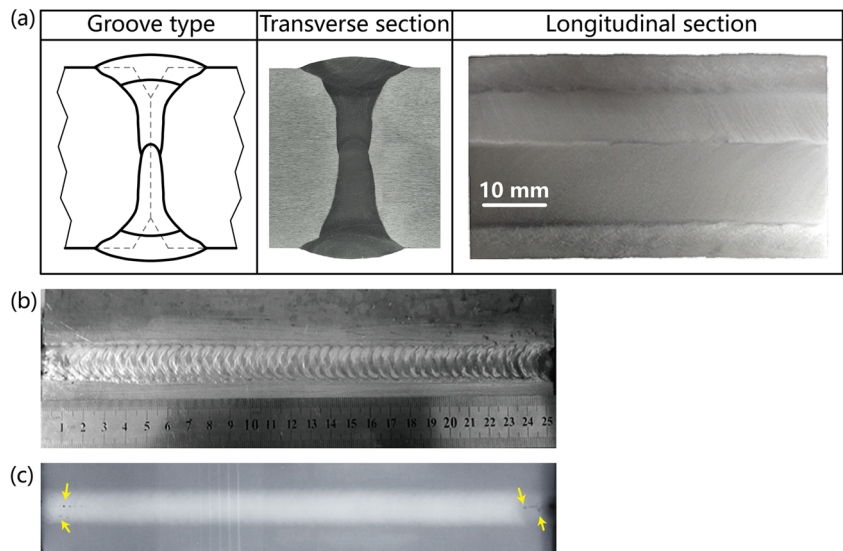 (a)
Groove type
Transverse section
Longitudinal section
10 mm
(b)
1 2 3 4 5 6 7 8 9 10 11 12 13 14 15 16 17 18 19 20 21 22 23 24 25
(c)